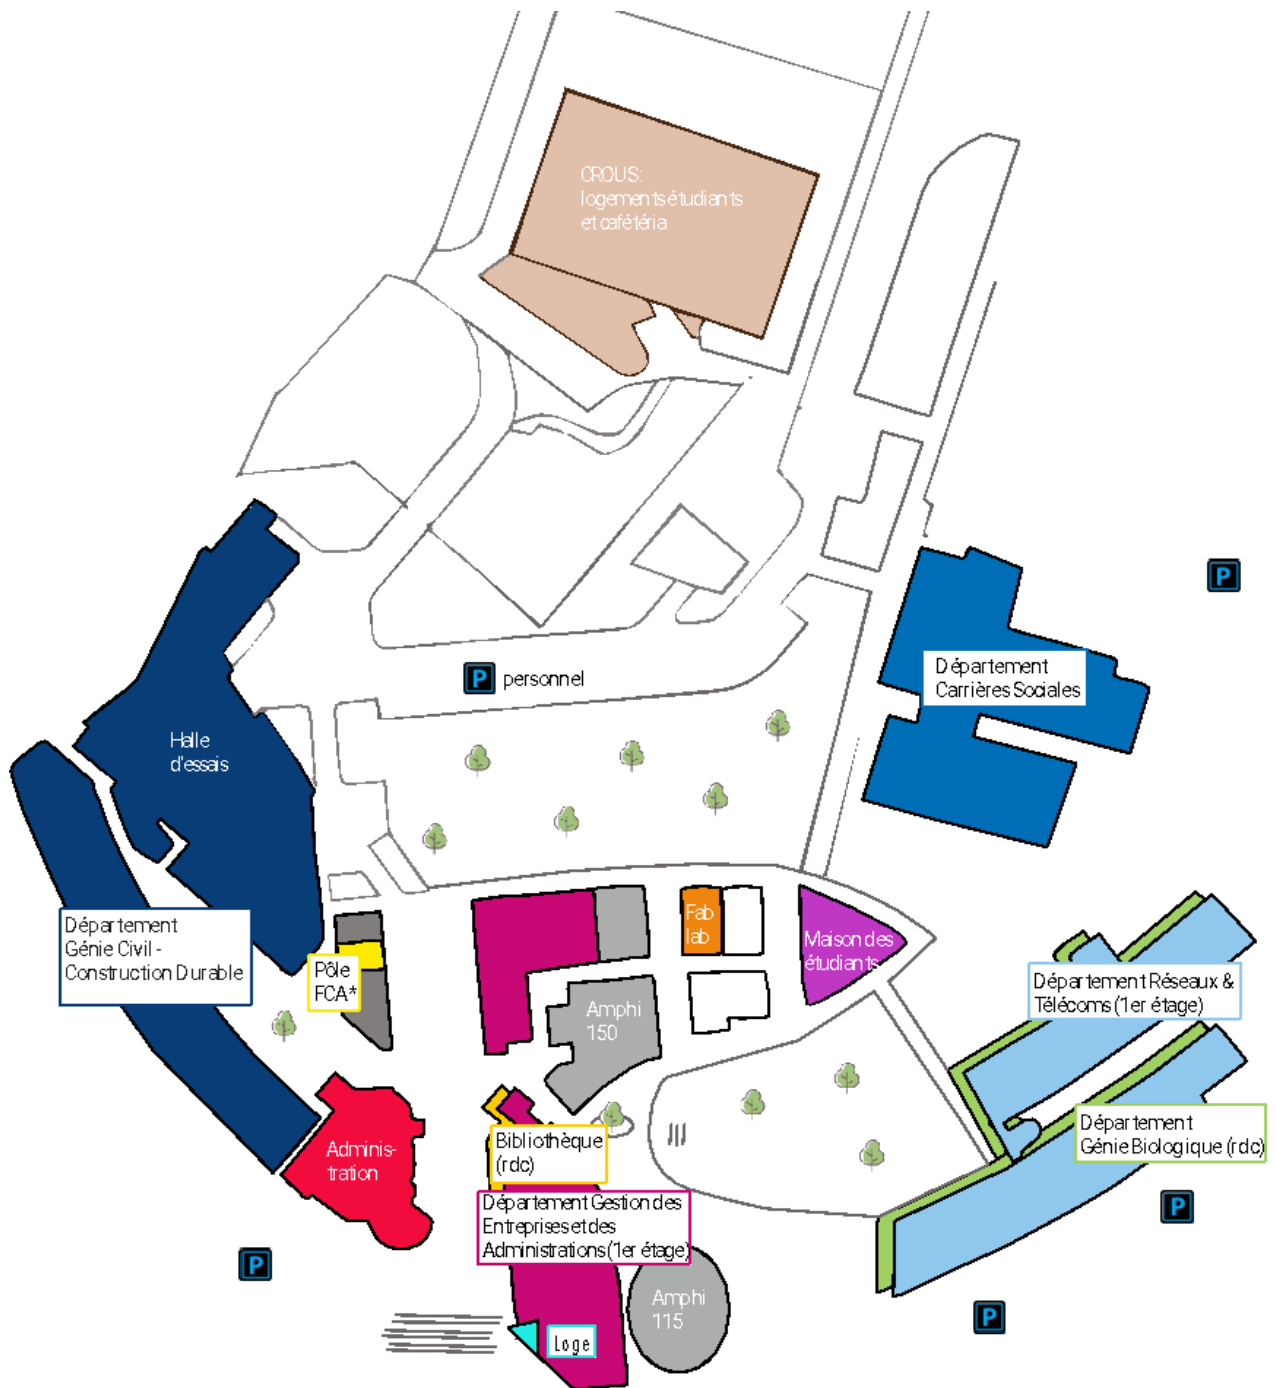 CROUS:
logements étudiants
et cafétéria
P
P personnel
Département
Carrières Sociales
Halle
d'essais
Département
Génie Civil -
Construction Durable
Pôle
FCA*
Fab
lab
Maison des
étudiants
Amphi
150
Département Réseaux &
Télécoms (1er étage)
Département
Génie Biologique (rdc)
Adminis-
tration
Bibliothèque
(rdc)
Département Gestion des
Entreprises et des
Administrations (1er étage)
P
P
P
Amphi
115
Loge